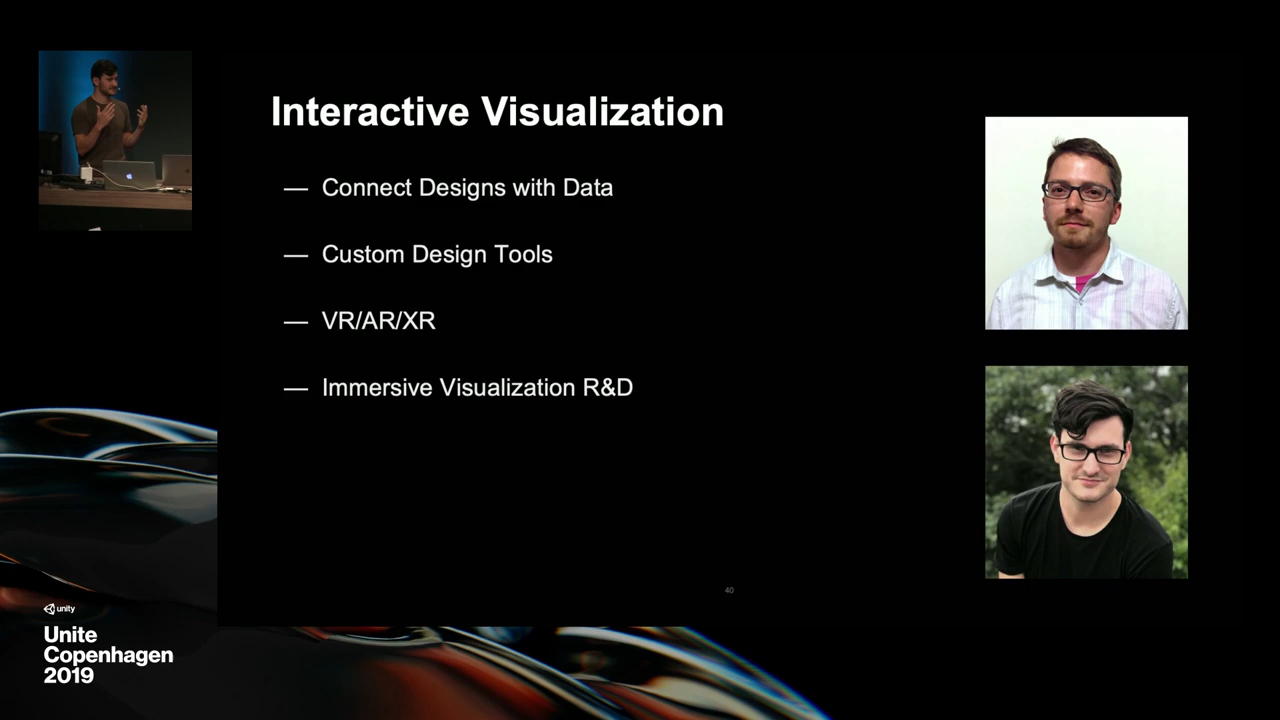 Interactive Visualization
— Connect Designs with Data
— Custom Design Tools
— VR/AR/XR
— Immersive Visualization R&D
40
unity
Unite
Copenhagen
2019